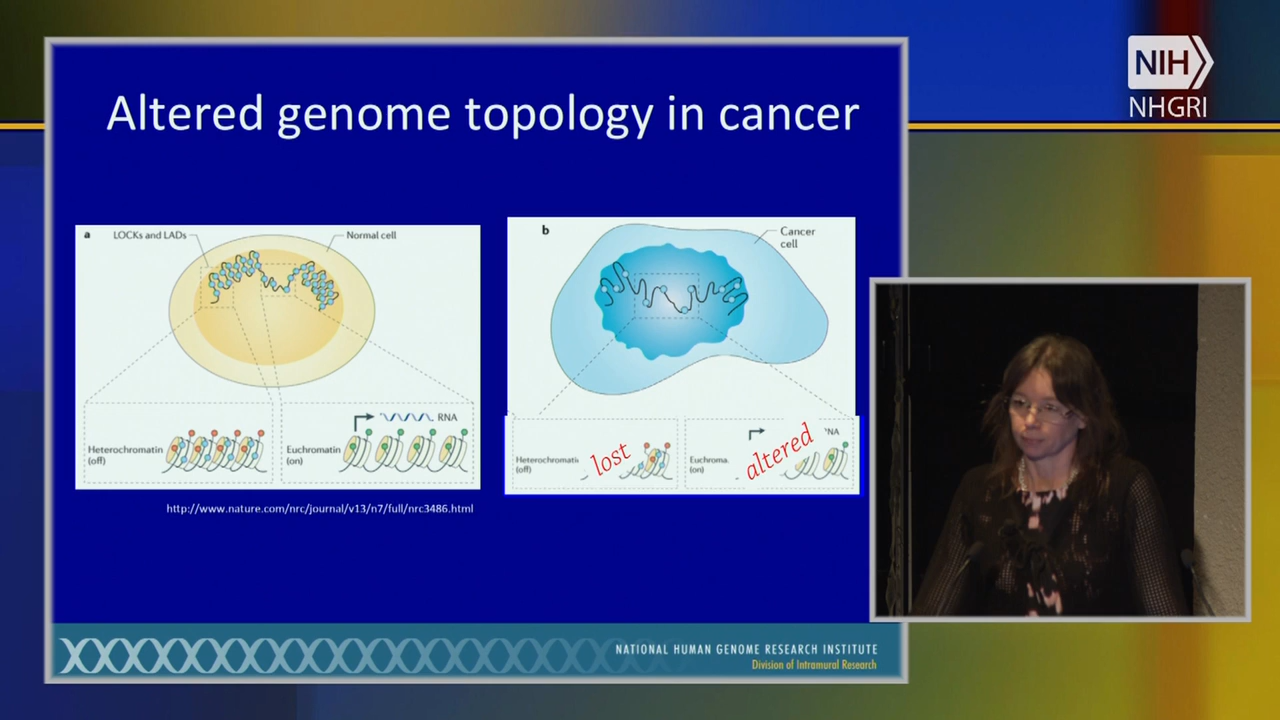 Altered genome topology in cancer
NIH
NHGRI
a
LOCKs and LADs
Normal cell
Heterochromatin
(off)
Euchromatin
(on)
RNA
b
Cancer
cell
Heterochromatin
(off)
lost
Euchroma
(on)
altered
NA
http://www.nature.com/nrc/journal/v13/n7/full/nrc3486.html
NATIONAL HUMAN GENOME RESEARCH INSTITUTE
Division of Intramural Research